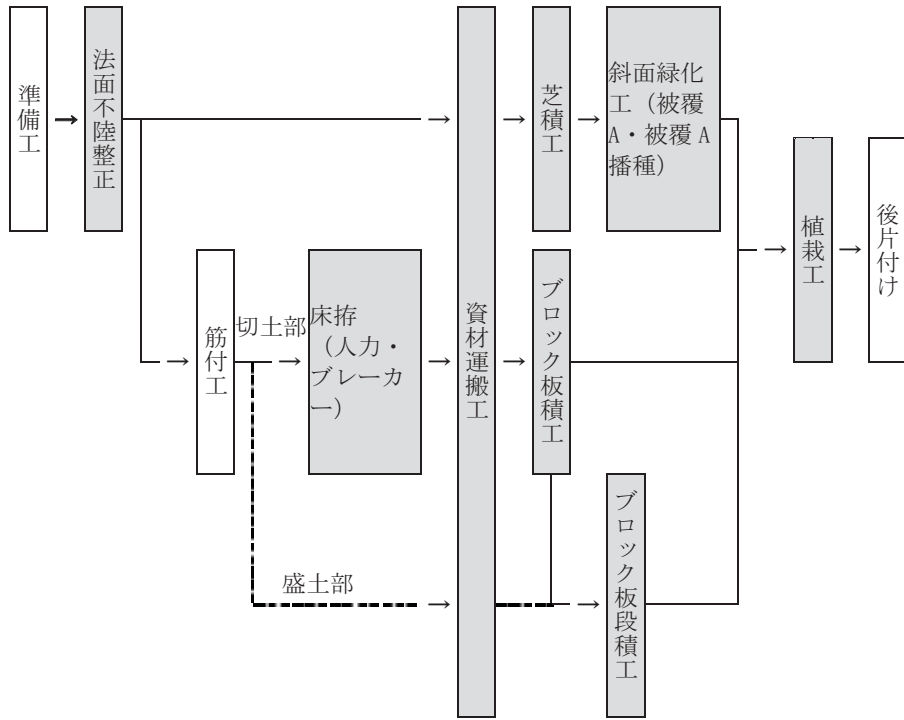 準備工
法面不陸整正
筋付工
切土部
床拵
（人力・
ブレーカ
ー）
盛土部
資材運搬工
芝積工
斜面緑化
工（被覆
A・被覆 A
播種）
ブロック板積工
ブロック板段積工
植栽工
後片付け